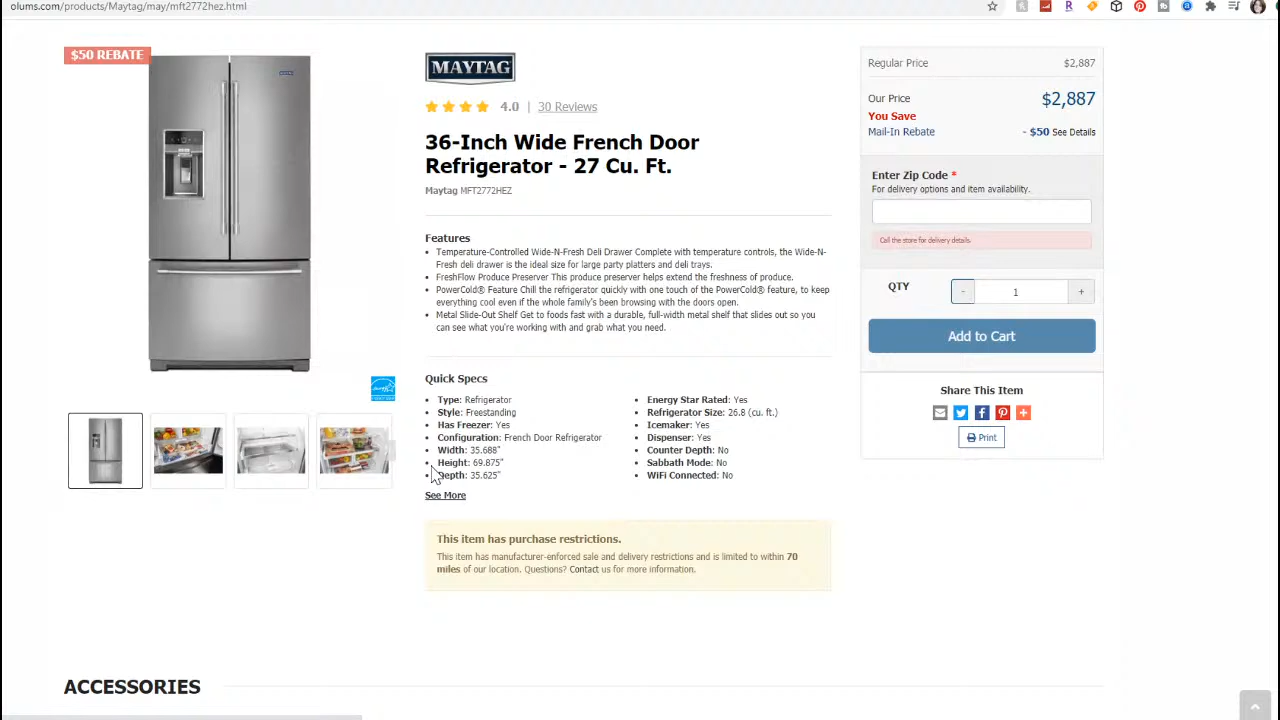 olums.com/products/Maytag/may/mft2772hez.html
$50 REBATE
MAYTAG
4.0 | 30 Reviews
36-Inch Wide French Door
Refrigerator - 27 Cu. Ft.
Maytag MFT2772HEZ
Features
Temperature-Controlled Wide-N-Fresh Deli Drawer Complete with temperature controls, the Wide-N-
Fresh deli drawer is the ideal size for large party platters and deli trays.
FreshFlow Produce Preserver This produce preserver helps extend the freshness of produce.
PowerCold® Feature Chill the refrigerator quickly with one touch of the PowerCold® feature, to keep
everything cool even if the whole family's been browsing with the doors open.
Metal Slide-Out Shelf Get to foods fast with a durable, full-width metal shelf that slides out so you
can see what you're working with and grab what you need.
Quick Specs
Type: Refrigerator
Style: Freestanding
Has Freezer: Yes
Configuration: French Door Refrigerator
Width: 35.688"
Height: 69.875"
Depth: 35.625"
Energy Star Rated: Yes
Refrigerator Size: 26.8 (cu. ft.)
Icemaker: Yes
Dispenser: Yes
Counter Depth: No
Sabbath Mode: No
WiFi Connected: No
See More
This item has purchase restrictions.
This item has manufacturer-enforced sale and delivery restrictions and is limited to within 70
miles of our location. Questions? Contact us for more information.
Regular Price $2,887
Our Price $2,887
You Save
Mail-In Rebate - $50 See Details
Enter Zip Code *
For delivery options and item availability.
Call the store for delivery details.
QTY - 1 +
Add to Cart
Share This Item
Print
ACCESSORIES